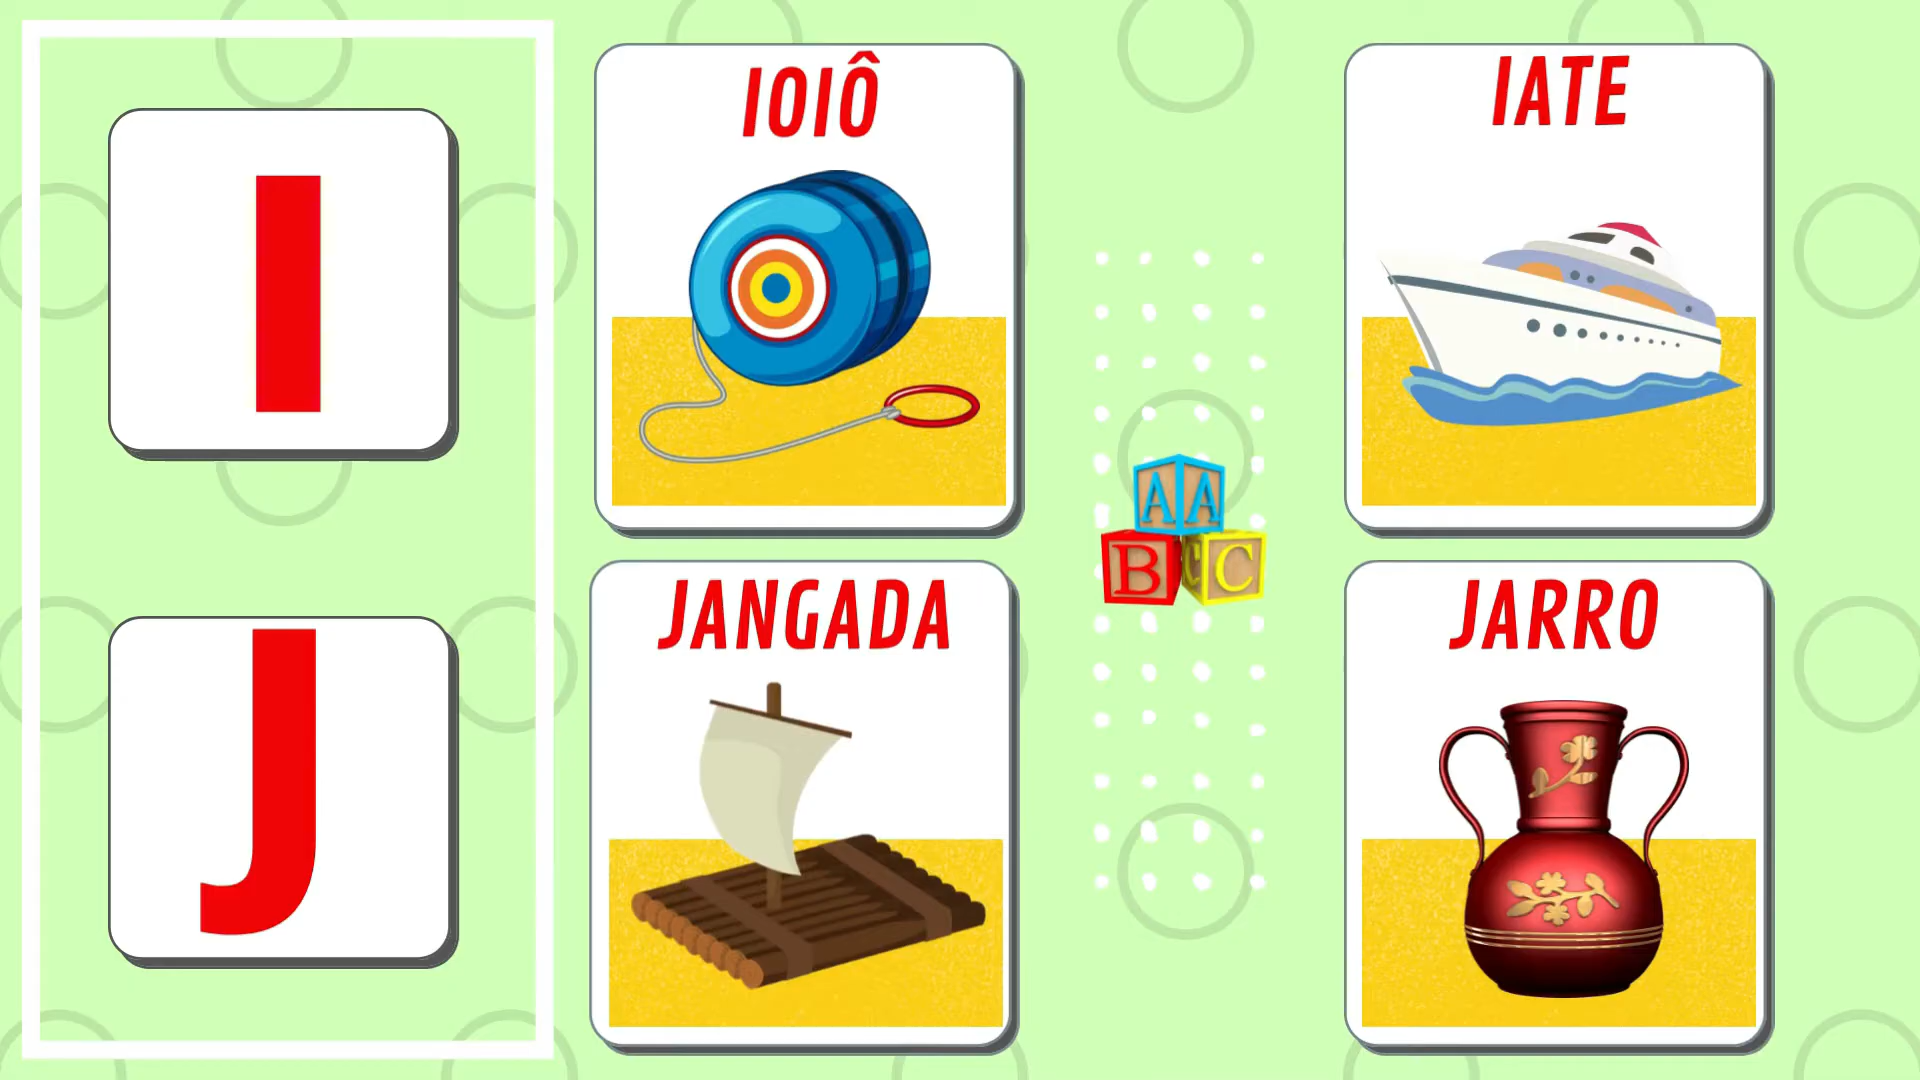 I
IOIÔ
IATE
A A
B C C
J
JANGADA
JARRO